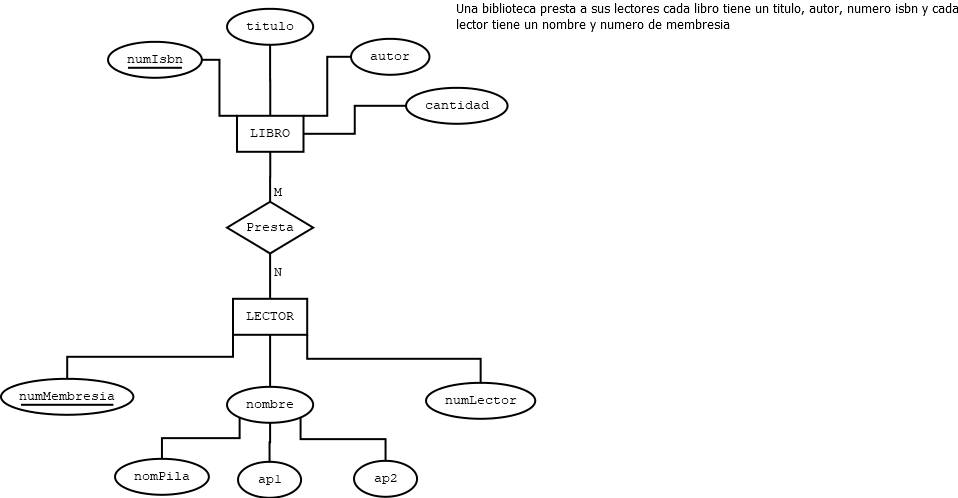 Una biblioteca presta a sus lectores cada libro tiene un titulo, autor, numero isbn y cada
lector tiene un nombre y numero de membresia
titulo
numIsbn
autor
cantidad
LIBRO
M
Presta
N
LECTOR
numMembresia
nombre
numLector
nomPila
ap1
ap2